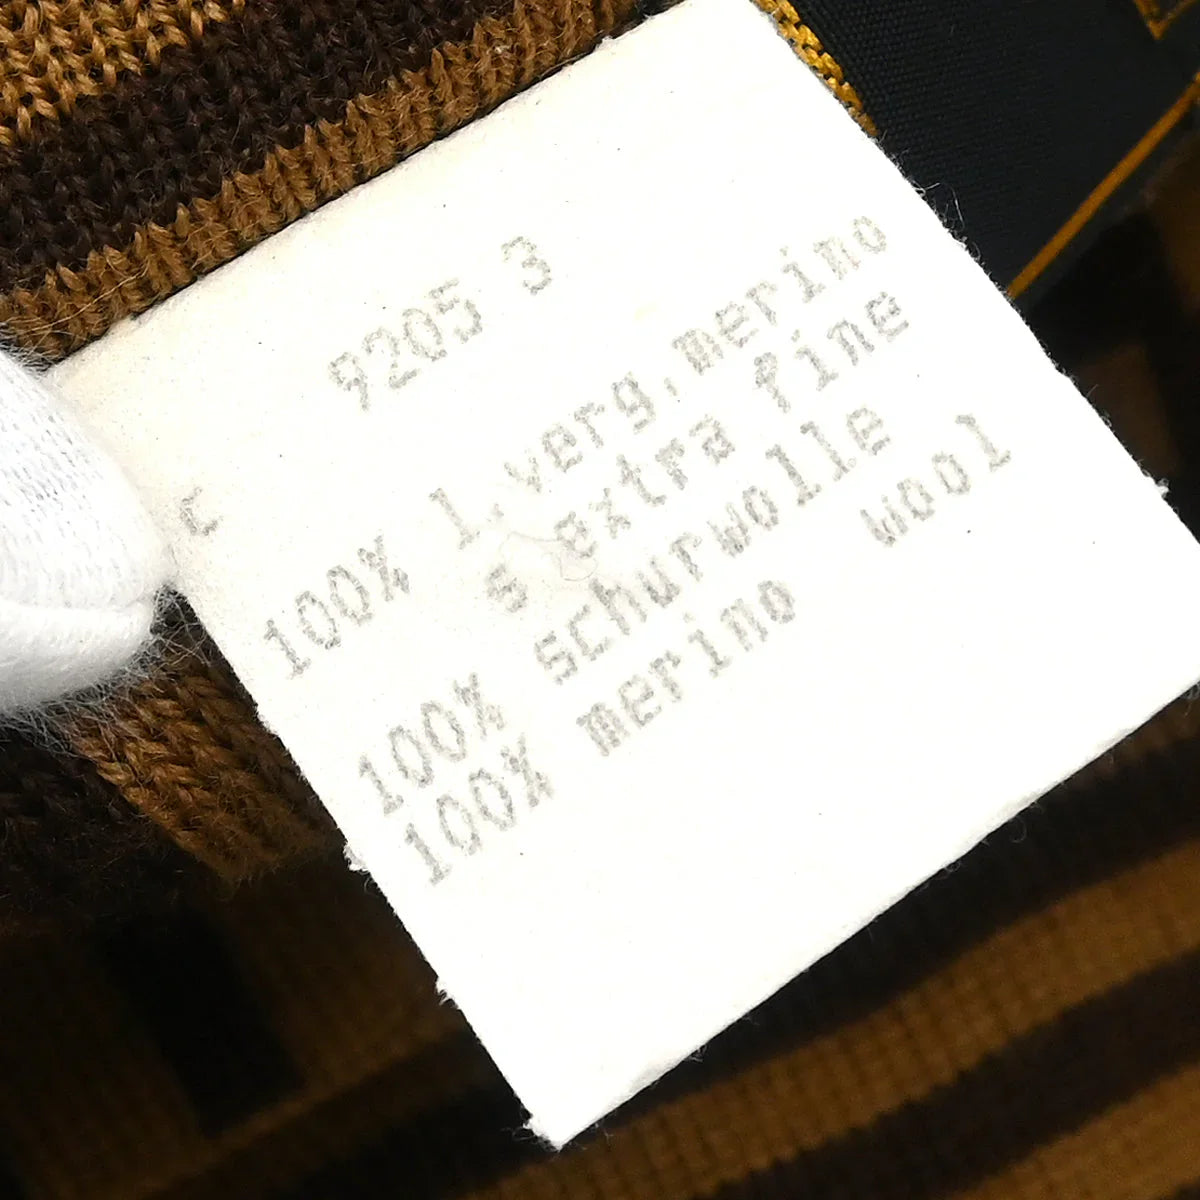 9205 3
c
100% l.verg.merino
s extra fine
100% schurwolle
100% merino wool